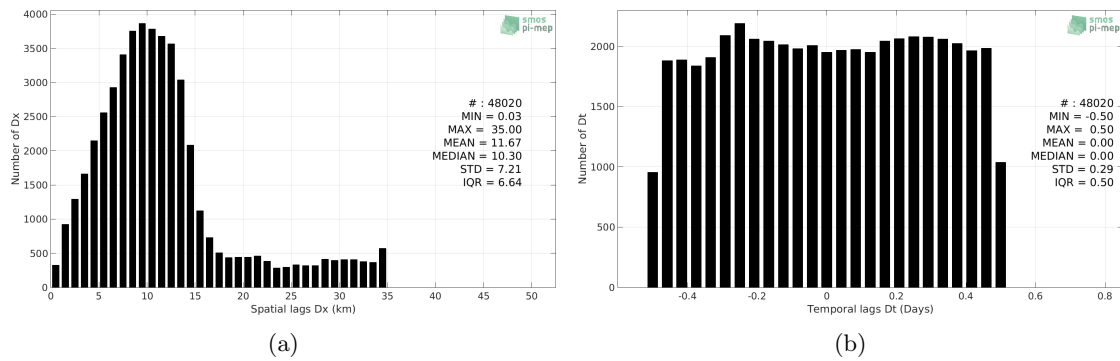 4000
3500
3000
2500
2000
1500
1000
500
0
Number of Dx
0 5 10 15 20 25 30 35 40 45 50
Spatial lags Dx (km)
smos
pi-mep
# : 48020
MIN = 0.03
MAX = 35.00
MEAN = 11.67
MEDIAN = 10.30
STD = 7.21
IQR = 6.64
(a)
2000
1500
1000
500
0
Number of Dt
-0.4 -0.2 0 0.2 0.4 0.6 0.8
Temporal lags Dt (Days)
smos
pi-mep
# : 48020
MIN = -0.50
MAX = 0.50
MEAN = 0.00
MEDIAN = 0.00
STD = 0.29
IQR = 0.50
(b)